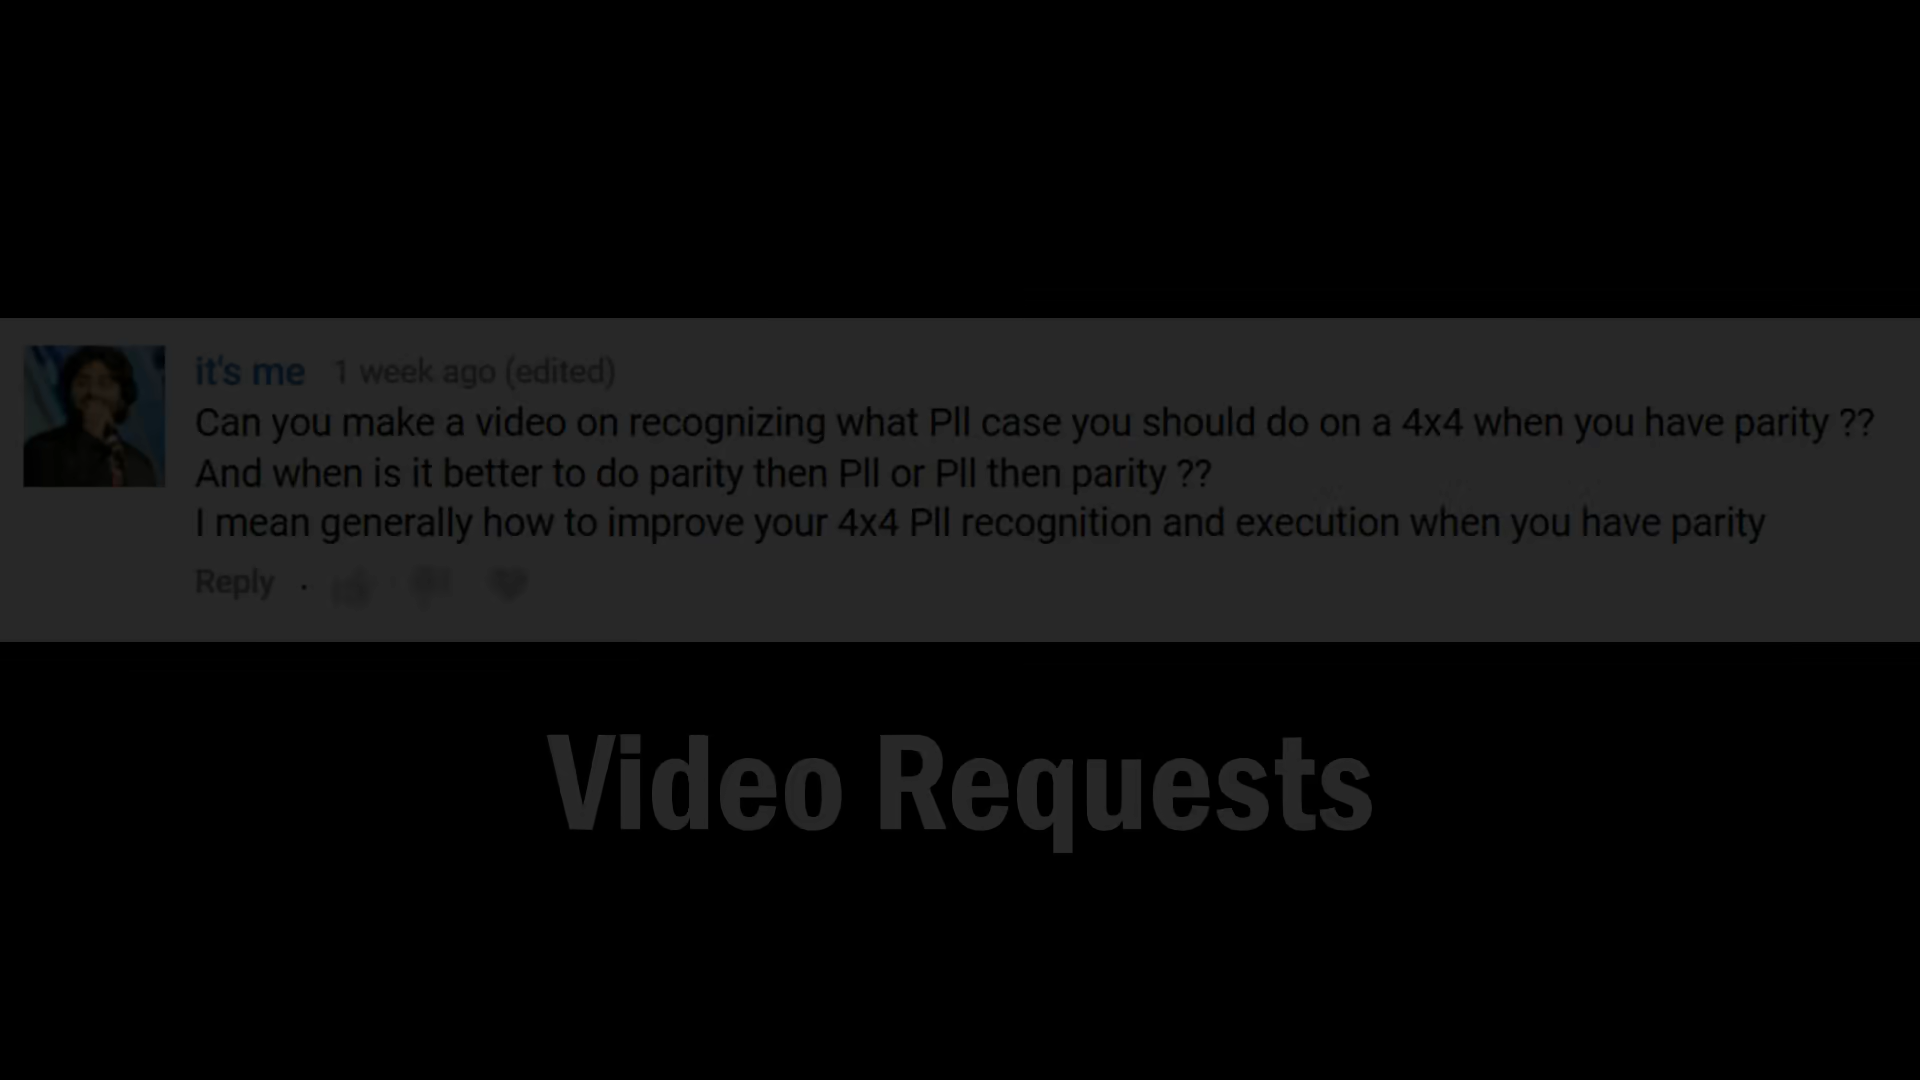 it's me 1 week ago (edited)
Can you make a video on recognizing what Pll case you should do on a 4x4 when you have parity ??
And when is it better to do parity then Pll or Pll then parity ??
I mean generally how to improve your 4x4 Pll recognition and execution when you have parity
Reply
Video Requests